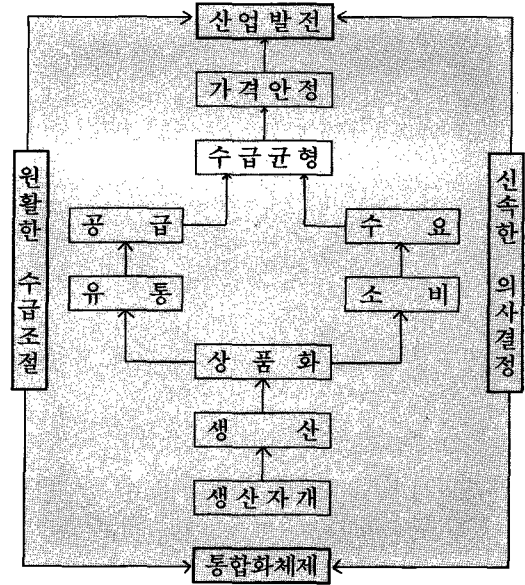 산업발전
가격안정
수급균형
원활한 수급조절
신속한 의사결정
공급
수요
유통
소비
상품화
생산
생산자개
통합화체제